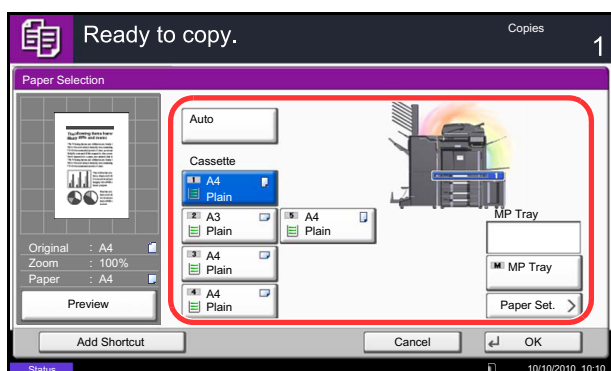 Ready to copy.
Copies
1
Paper Selection
Auto
Cassette
1 A4
Plain
2 A3
Plain
5 A4
Plain
3 A4
Plain
4 A4
Plain
1
MP Tray
M MP Tray
Paper Set.
Original : A4
Zoom : 100%
Paper : A4
Preview
Add Shortcut
Cancel
OK
Status
10/10/2010 10:10